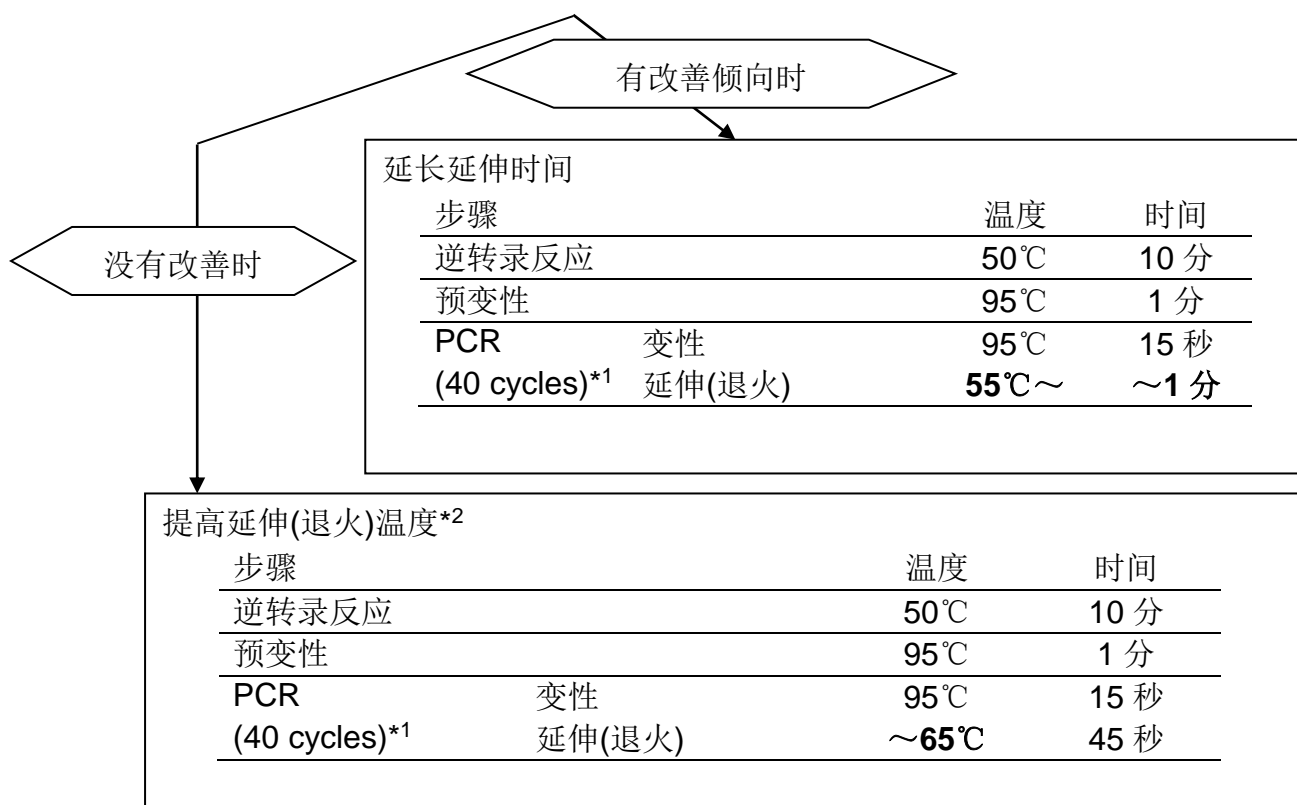 有改善倾向时
延长延伸时间
步骤 温度 时间
逆转录反应 50℃ 10 分
预变性 95℃ 1 分
PCR 变性 95℃ 15 秒
(40 cycles)*1 延伸(退火) 55℃～ ～1 分
没有改善时
提高延伸(退火)温度*2
步骤 温度 时间
逆转录反应 50℃ 10 分
预变性 95℃ 1 分
PCR 变性 95℃ 15 秒
(40 cycles)*1 延伸(退火) ～65℃ 45 秒